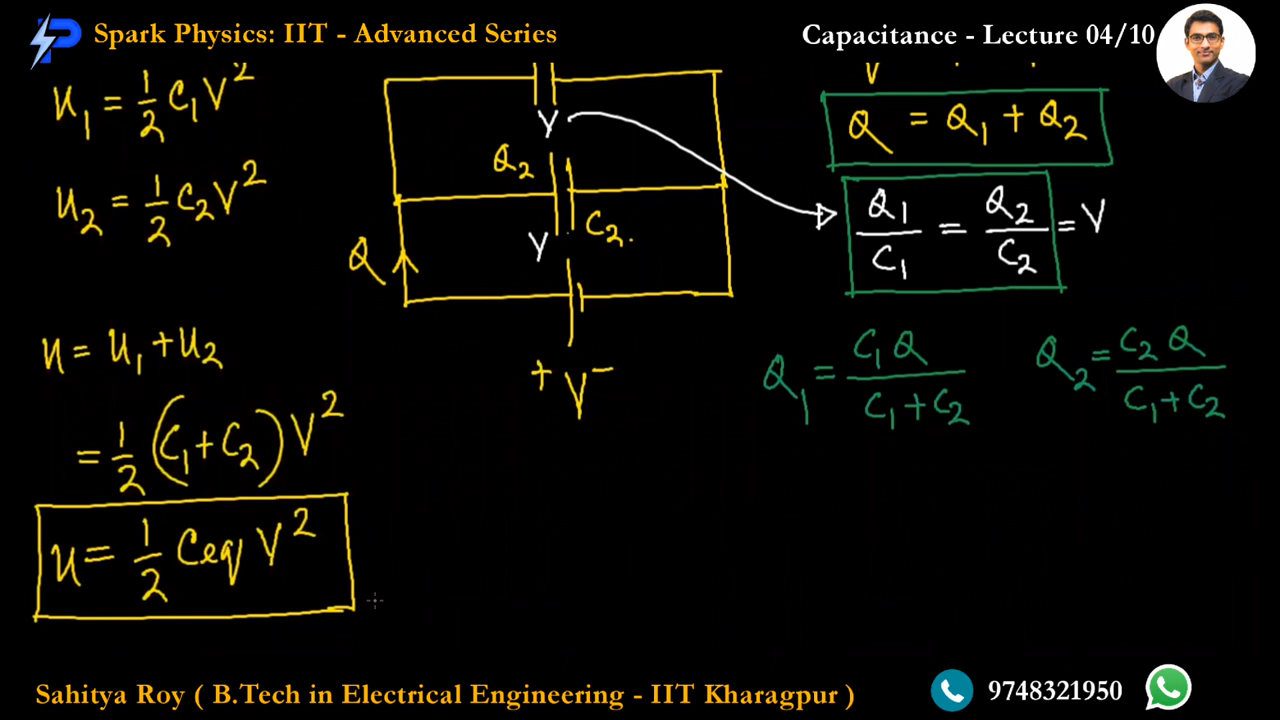 Spark Physics: IIT - Advanced Series
Capacitance - Lecture 04/10
u₁ = 1/2 C₁V²
u₂ = 1/2 C₂V²
u = u₁ + u₂
= 1/2 (C₁ + C₂) V²
u = 1/2 Ceq V²
V
Q₂
C₂.
V
Q
+ V −
V
Q = Q₁ + Q₂
Q₁/C₁ = Q₂/C₂ = V
Q₁ = C₁Q/(C₁ + C₂)
Q₂ = C₂Q/(C₁ + C₂)
Sahitya Roy ( B.Tech in Electrical Engineering - IIT Kharagpur )
9748321950